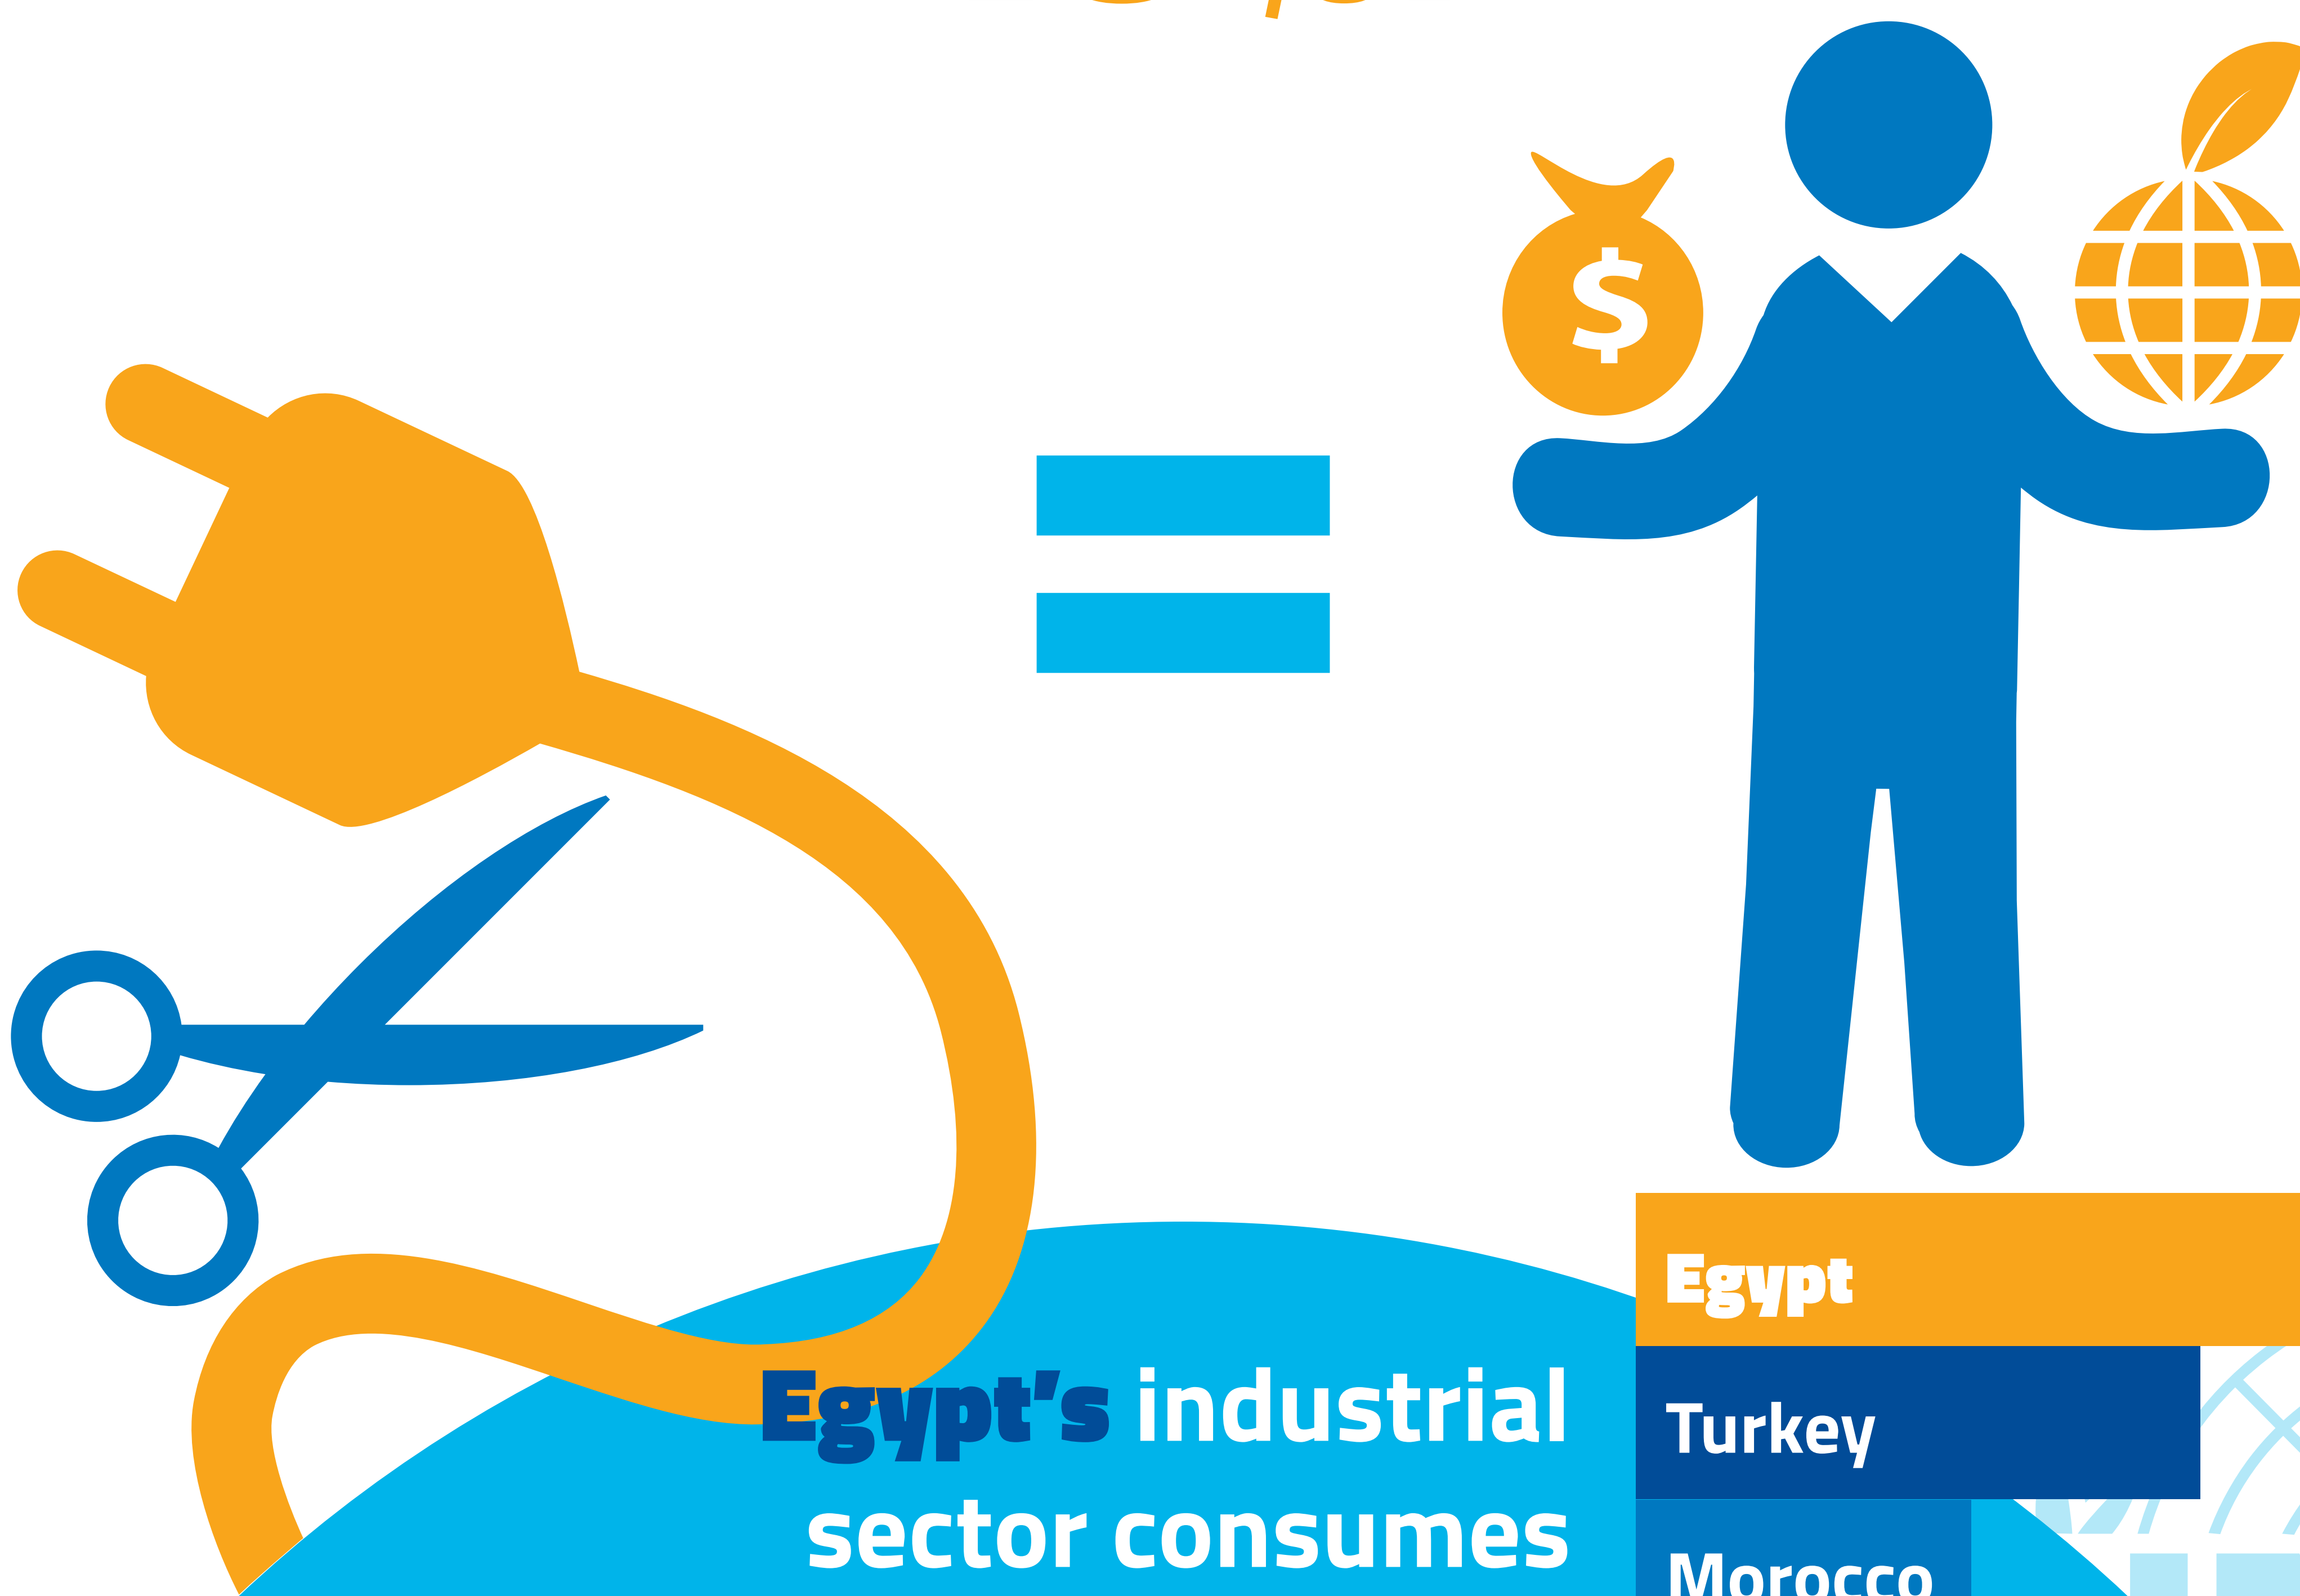 $
Egypt
Egypt's industrial
Turkey
sector consumes
Morocco